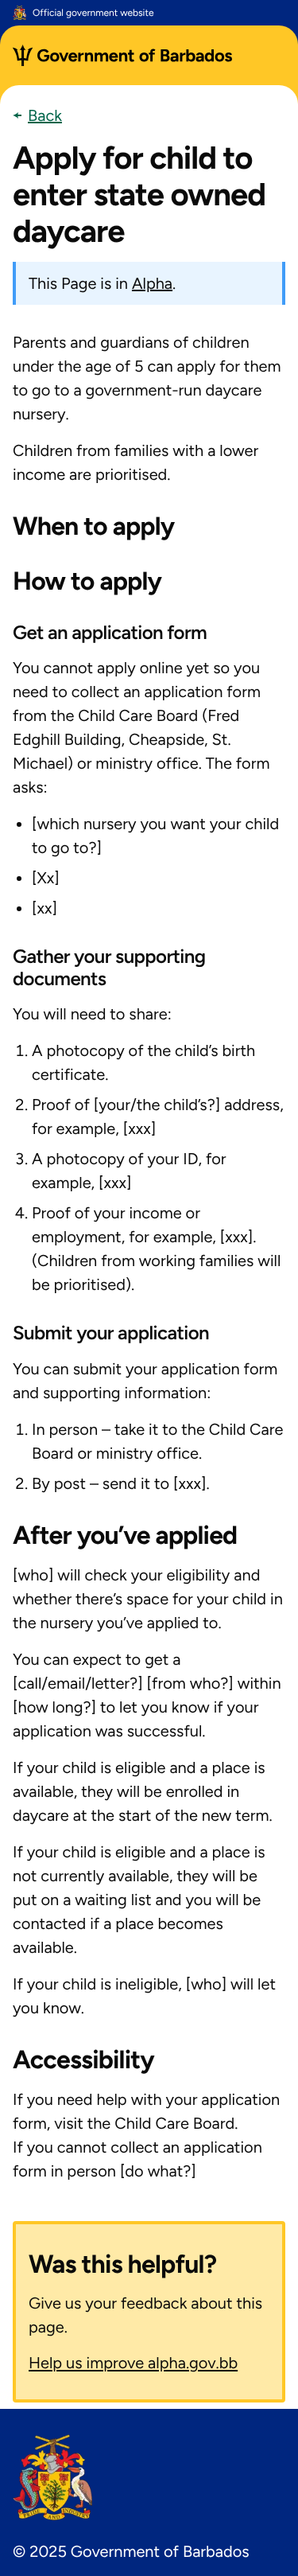 Official government website
Government of Barbados
Back
Apply for child to
enter state owned
daycare
This Page is in Alpha.
Parents and guardians of children
under the age of 5 can apply for them
to go to a government-run daycare
nursery.
Children from families with a lower
income are prioritised.
When to apply
How to apply
Get an application form
You cannot apply online yet so you
need to collect an application form
from the Child Care Board (Fred
Edghill Building, Cheapside, St.
Michael) or ministry office. The form
asks:
• [which nursery you want your child
to go to?]
• [Xx]
• [xx]
Gather your supporting
documents
You will need to share:
1. A photocopy of the child’s birth
certificate.
2. Proof of [your/the child’s?] address,
for example, [xxx]
3. A photocopy of your ID, for
example, [xxx]
4. Proof of your income or
employment, for example, [xxx].
(Children from working families will
be prioritised).
Submit your application
You can submit your application form
and supporting information:
1. In person – take it to the Child Care
Board or ministry office.
2. By post – send it to [xxx].
After you’ve applied
[who] will check your eligibility and
whether there’s space for your child in
the nursery you’ve applied to.
You can expect to get a
[call/email/letter?] [from who?] within
[how long?] to let you know if your
application was successful.
If your child is eligible and a place is
available, they will be enrolled in
daycare at the start of the new term.
If your child is eligible and a place is
not currently available, they will be
put on a waiting list and you will be
contacted if a place becomes
available.
If your child is ineligible, [who] will let
you know.
Accessibility
If you need help with your application
form, visit the Child Care Board.
If you cannot collect an application
form in person [do what?]
Was this helpful?
Give us your feedback about this
page.
Help us improve alpha.gov.bb
PRIDE AND INDUSTRY
© 2025 Government of Barbados